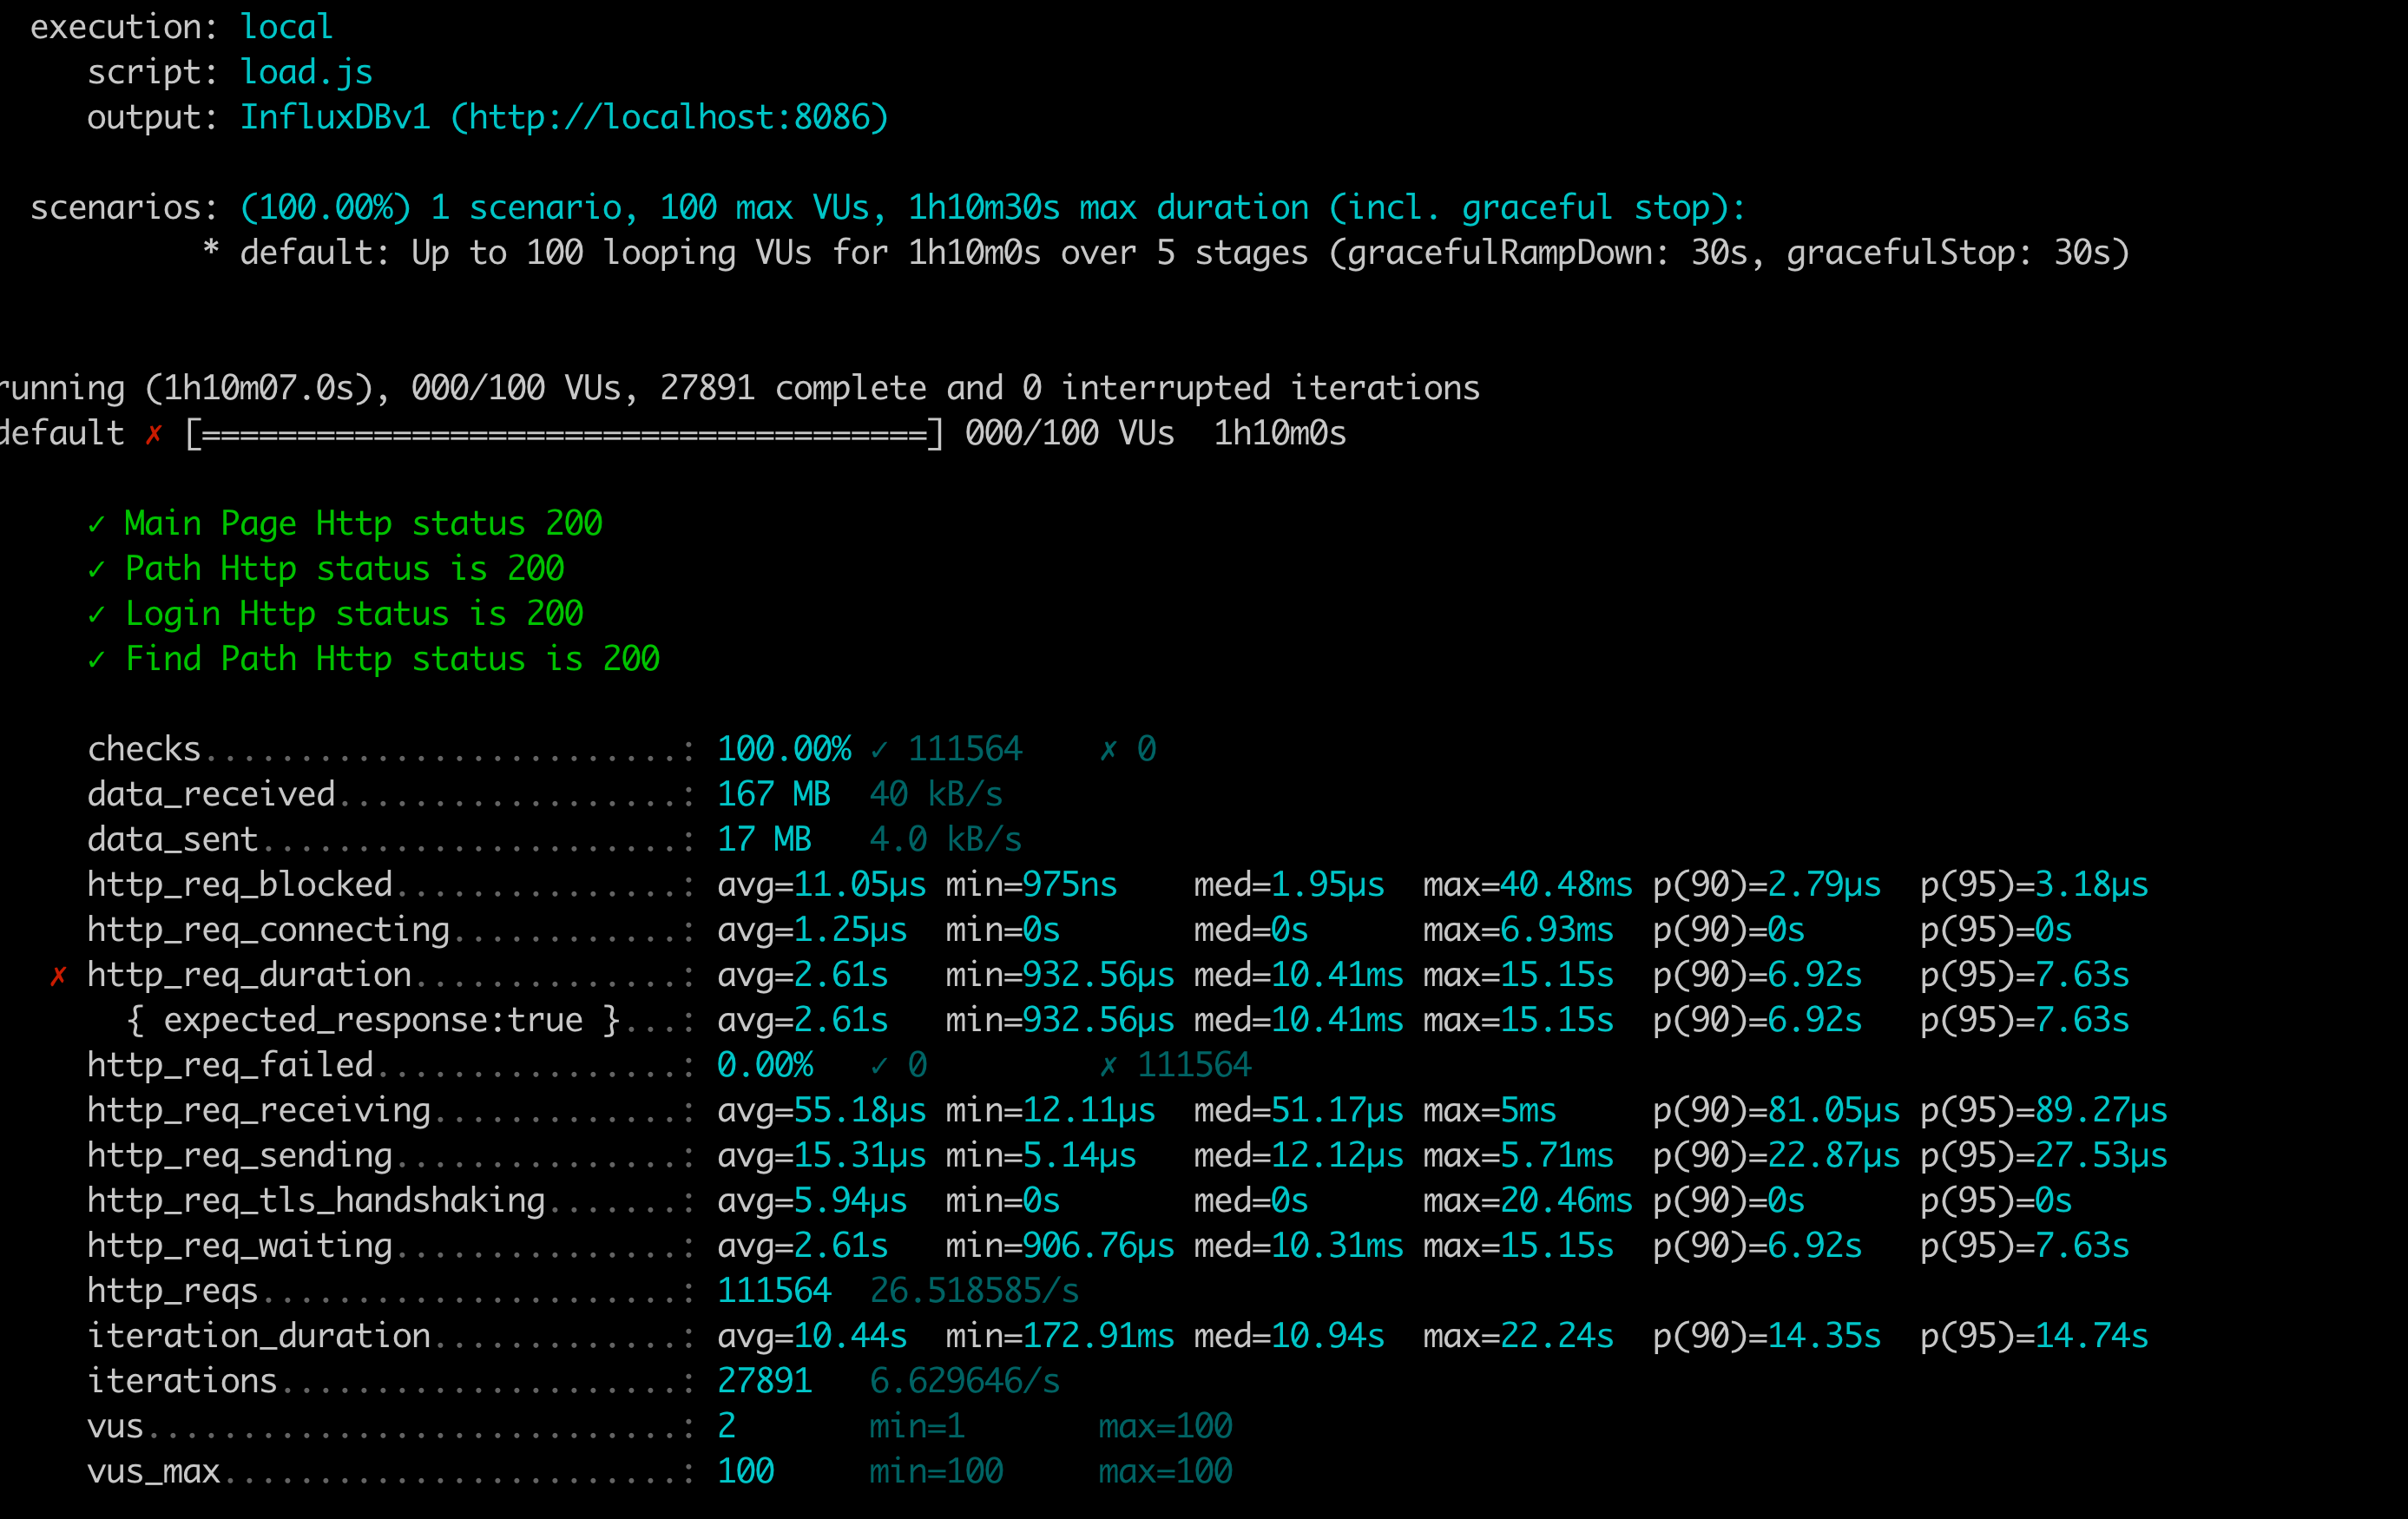 execution: local
script: load.js
output: InfluxDBv1 (http://localhost:8086)
scenarios: (100.00%) 1 scenario, 100 max VUs, 1h10m30s max duration (incl. graceful stop):
* default: Up to 100 looping VUs for 1h10m0s over 5 stages (gracefulRampDown: 30s, gracefulStop: 30s)
running (1h10m07.0s), 000/100 VUs, 27891 complete and 0 interrupted iterations
default ✗ [======================================] 000/100 VUs  1h10m0s
✓ Main Page Http status 200
✓ Path Http status is 200
✓ Login Http status is 200
✓ Find Path Http status is 200
checks.........................: 100.00% ✓ 111564    ✗ 0
data_received..................: 167 MB  40 kB/s
data_sent......................: 17 MB   4.0 kB/s
http_req_blocked...............: avg=11.05µs min=975ns    med=1.95µs  max=40.48ms p(90)=2.79µs  p(95)=3.18µs
http_req_connecting............: avg=1.25µs  min=0s       med=0s      max=6.93ms  p(90)=0s      p(95)=0s
✗ http_req_duration..............: avg=2.61s   min=932.56µs med=10.41ms max=15.15s  p(90)=6.92s   p(95)=7.63s
{ expected_response:true }...: avg=2.61s   min=932.56µs med=10.41ms max=15.15s  p(90)=6.92s   p(95)=7.63s
http_req_failed................: 0.00%   ✓ 0         ✗ 111564
http_req_receiving.............: avg=55.18µs min=12.11µs  med=51.17µs max=5ms     p(90)=81.05µs p(95)=89.27µs
http_req_sending...............: avg=15.31µs min=5.14µs   med=12.12µs max=5.71ms  p(90)=22.87µs p(95)=27.53µs
http_req_tls_handshaking.......: avg=5.94µs  min=0s       med=0s      max=20.46ms p(90)=0s      p(95)=0s
http_req_waiting...............: avg=2.61s   min=906.76µs med=10.31ms max=15.15s  p(90)=6.92s   p(95)=7.63s
http_reqs......................: 111564  26.518585/s
iteration_duration.............: avg=10.44s  min=172.91ms med=10.94s  max=22.24s  p(90)=14.35s  p(95)=14.74s
iterations.....................: 27891   6.629646/s
vus............................: 2       min=1       max=100
vus_max........................: 100     min=100     max=100